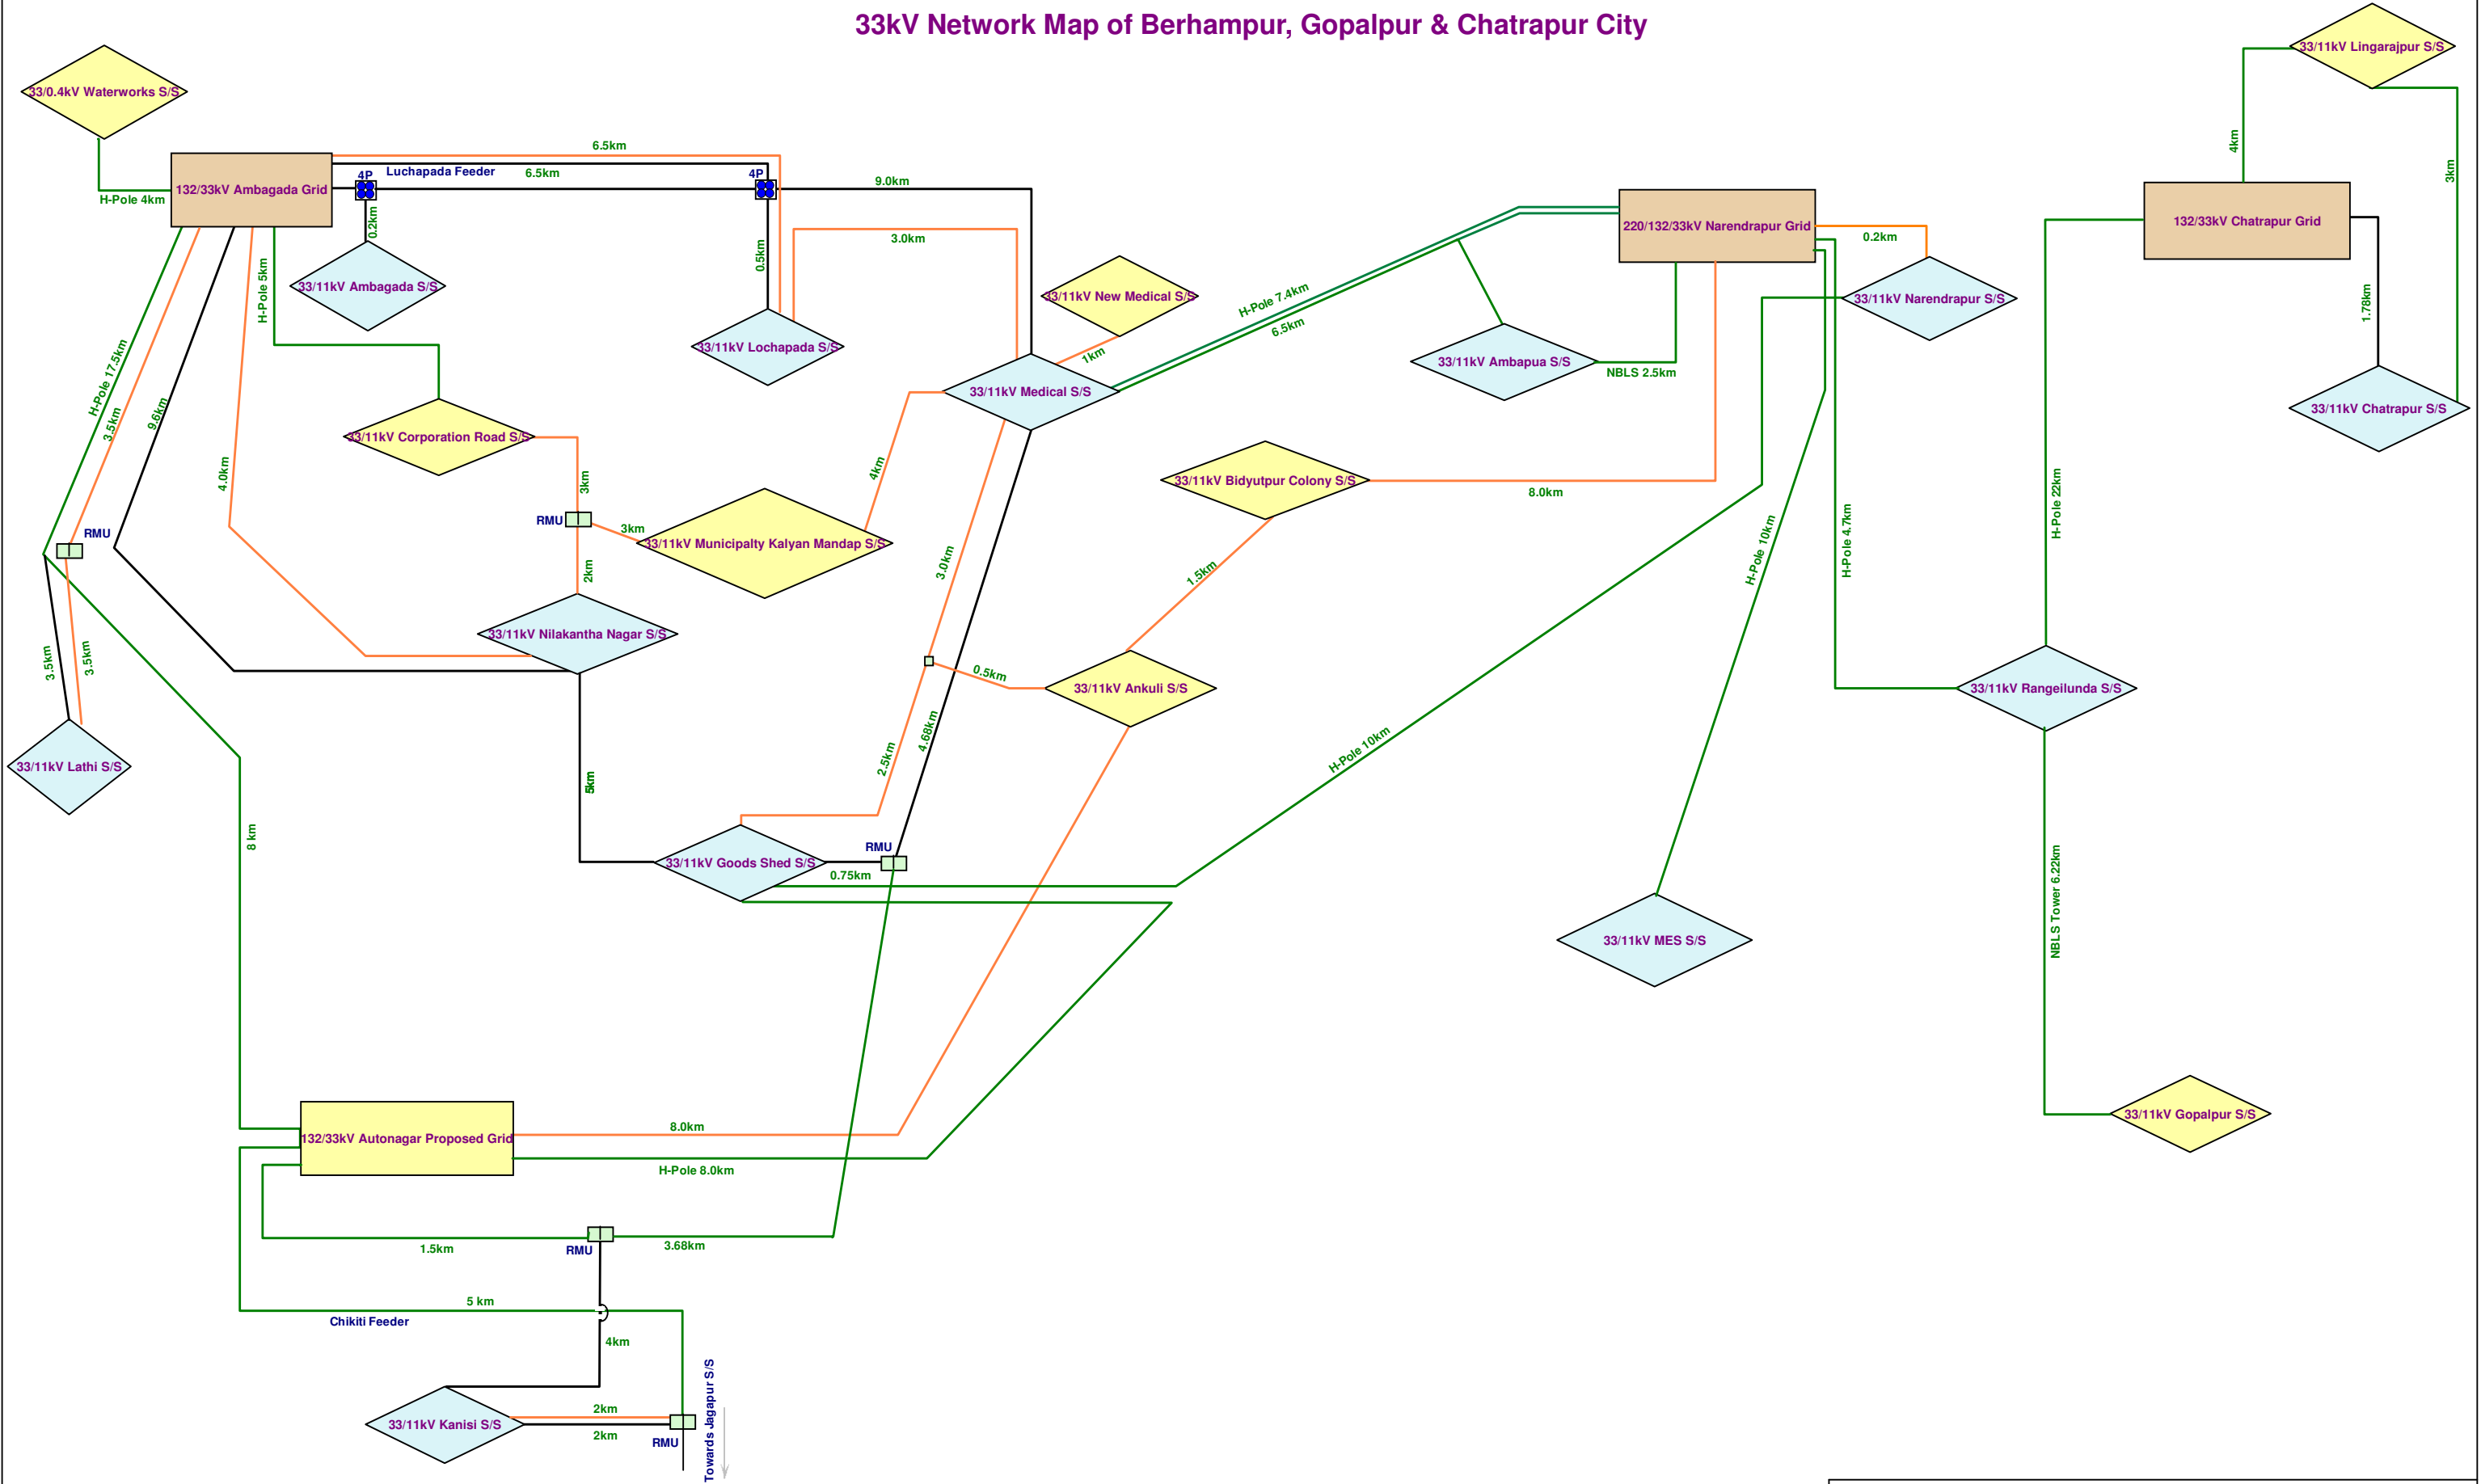 33kV Network Map of Berhampur, Gopalpur & Chatrapur City
33/11kV Lingarajpur S/S
33/0.4kV Waterworks S/S
4km
3km
6.5km
Luchapada Feeder
6.5km
4P
4P
9.0km
132/33kV Ambagada Grid
H-Pole 4km
0.2km
0.5km
3.0km
220/132/33kV Narendrapur Grid
0.2km
132/33kV Chatrapur Grid
H-Pole 5km
33/11kV Ambagada S/S
33/11kV New Medical S/S
H-Pole 7.4km
6.5km
33/11kV Narendrapur S/S
1.78km
33/11kV Lochapada S/S
1km
33/11kV Ambapua S/S
NBLS 2.5km
H-Pole 17.5km
3.5km
9.6km
33/11kV Medical S/S
33/11kV Chatrapur S/S
33/11kV Corporation Road S/S
4.0km
3km
4km
33/11kV Bidyutpur Colony S/S
8.0km
H-Pole 22km
RMU
RMU
3km
33/11kV Municipalty Kalyan Mandap S/S
H-Pole 10km
H-Pole 4.7km
2km
3.0km
1.5km
33/11kV Nilakantha Nagar S/S
3.5km
3.5km
0.5km
33/11kV Ankuli S/S
33/11kV Rangeilunda S/S
33/11kV Lathi S/S
5km
2.5km
4.68km
H-Pole 10km
8 km
RMU
33/11kV Goods Shed S/S
0.75km
33/11kV MES S/S
NBLS Tower 6.22km
33/11kV Gopalpur S/S
132/33kV Autonagar Proposed Grid
8.0km
H-Pole 8.0km
1.5km
RMU
3.68km
5 km
Chikiti Feeder
4km
33/11kV Kanisi S/S
2km
2km
RMU
Towards Jagapur S/S